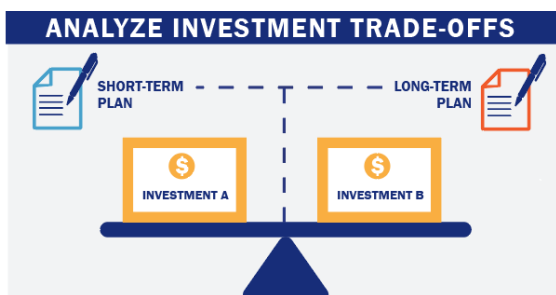 ANALYZE INVESTMENT TRADE-OFFS
SHORT-TERM
PLAN
LONG-TERM
PLAN
$
INVESTMENT A
$
INVESTMENT B